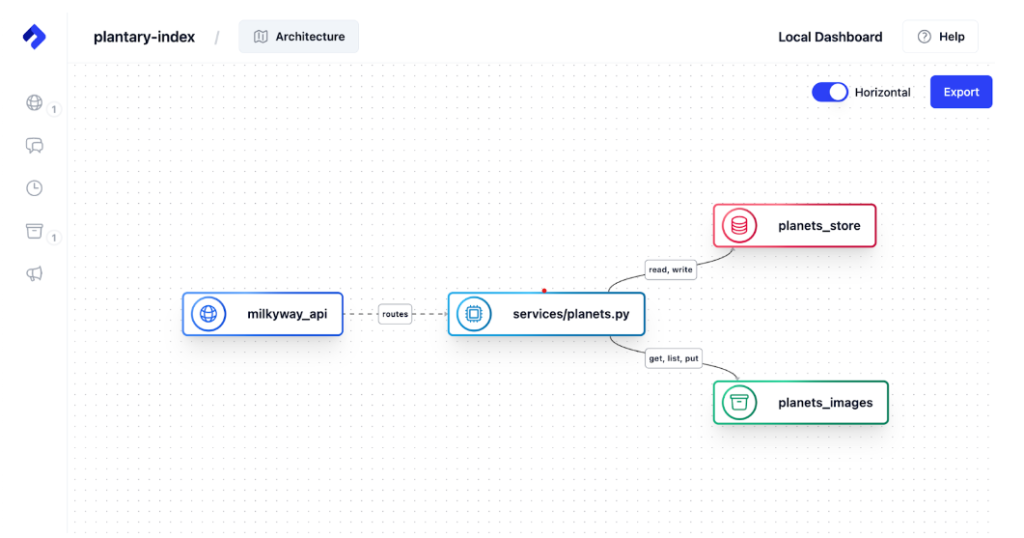 plantary-index / Architecture Local Dashboard Help
Horizontal Export
1
1
planets_store
read, write
milkyway_api routes services/planets.py
get, list, put
planets_images